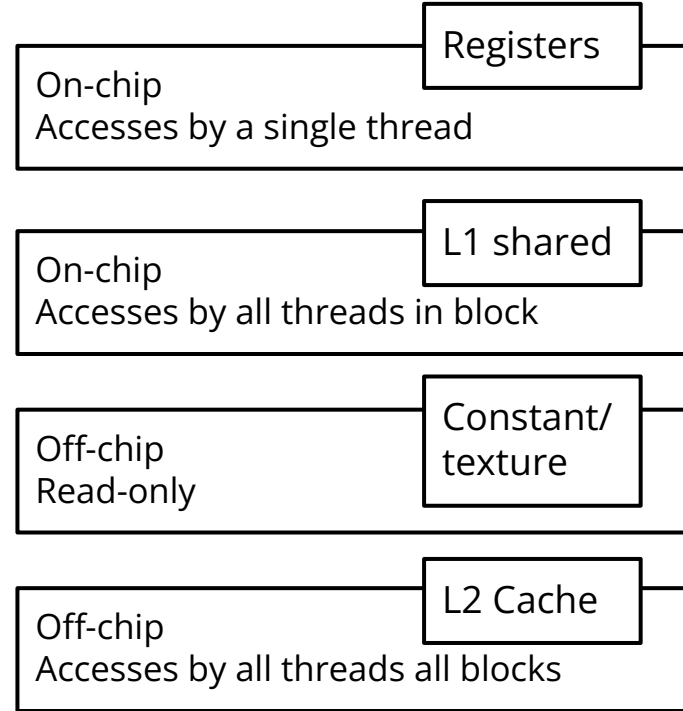 Registers
On-chip
Accesses by a single thread
L1 shared
On-chip
Accesses by all threads in block
Constant/
texture
Off-chip
Read-only
L2 Cache
Off-chip
Accesses by all threads all blocks